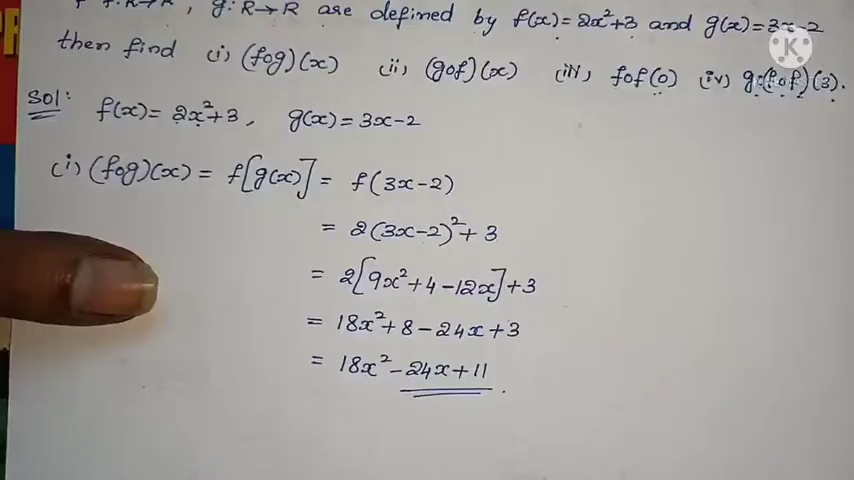 f: R→R, g: R→R are defined by f(x) = 2x²+3 and g(x) = 3x-2
then find (i) (fog)(x) (ii) (gof)(x) (iii) fof(0) (iv) go(fof)(3).
Sol: f(x) = 2x²+3, g(x) = 3x-2
(i) (fog)(x) = f[g(x)] = f(3x-2)
= 2(3x-2)²+3
= 2[9x²+4-12x]+3
= 18x²+8-24x+3
= 18x²-24x+11.
K